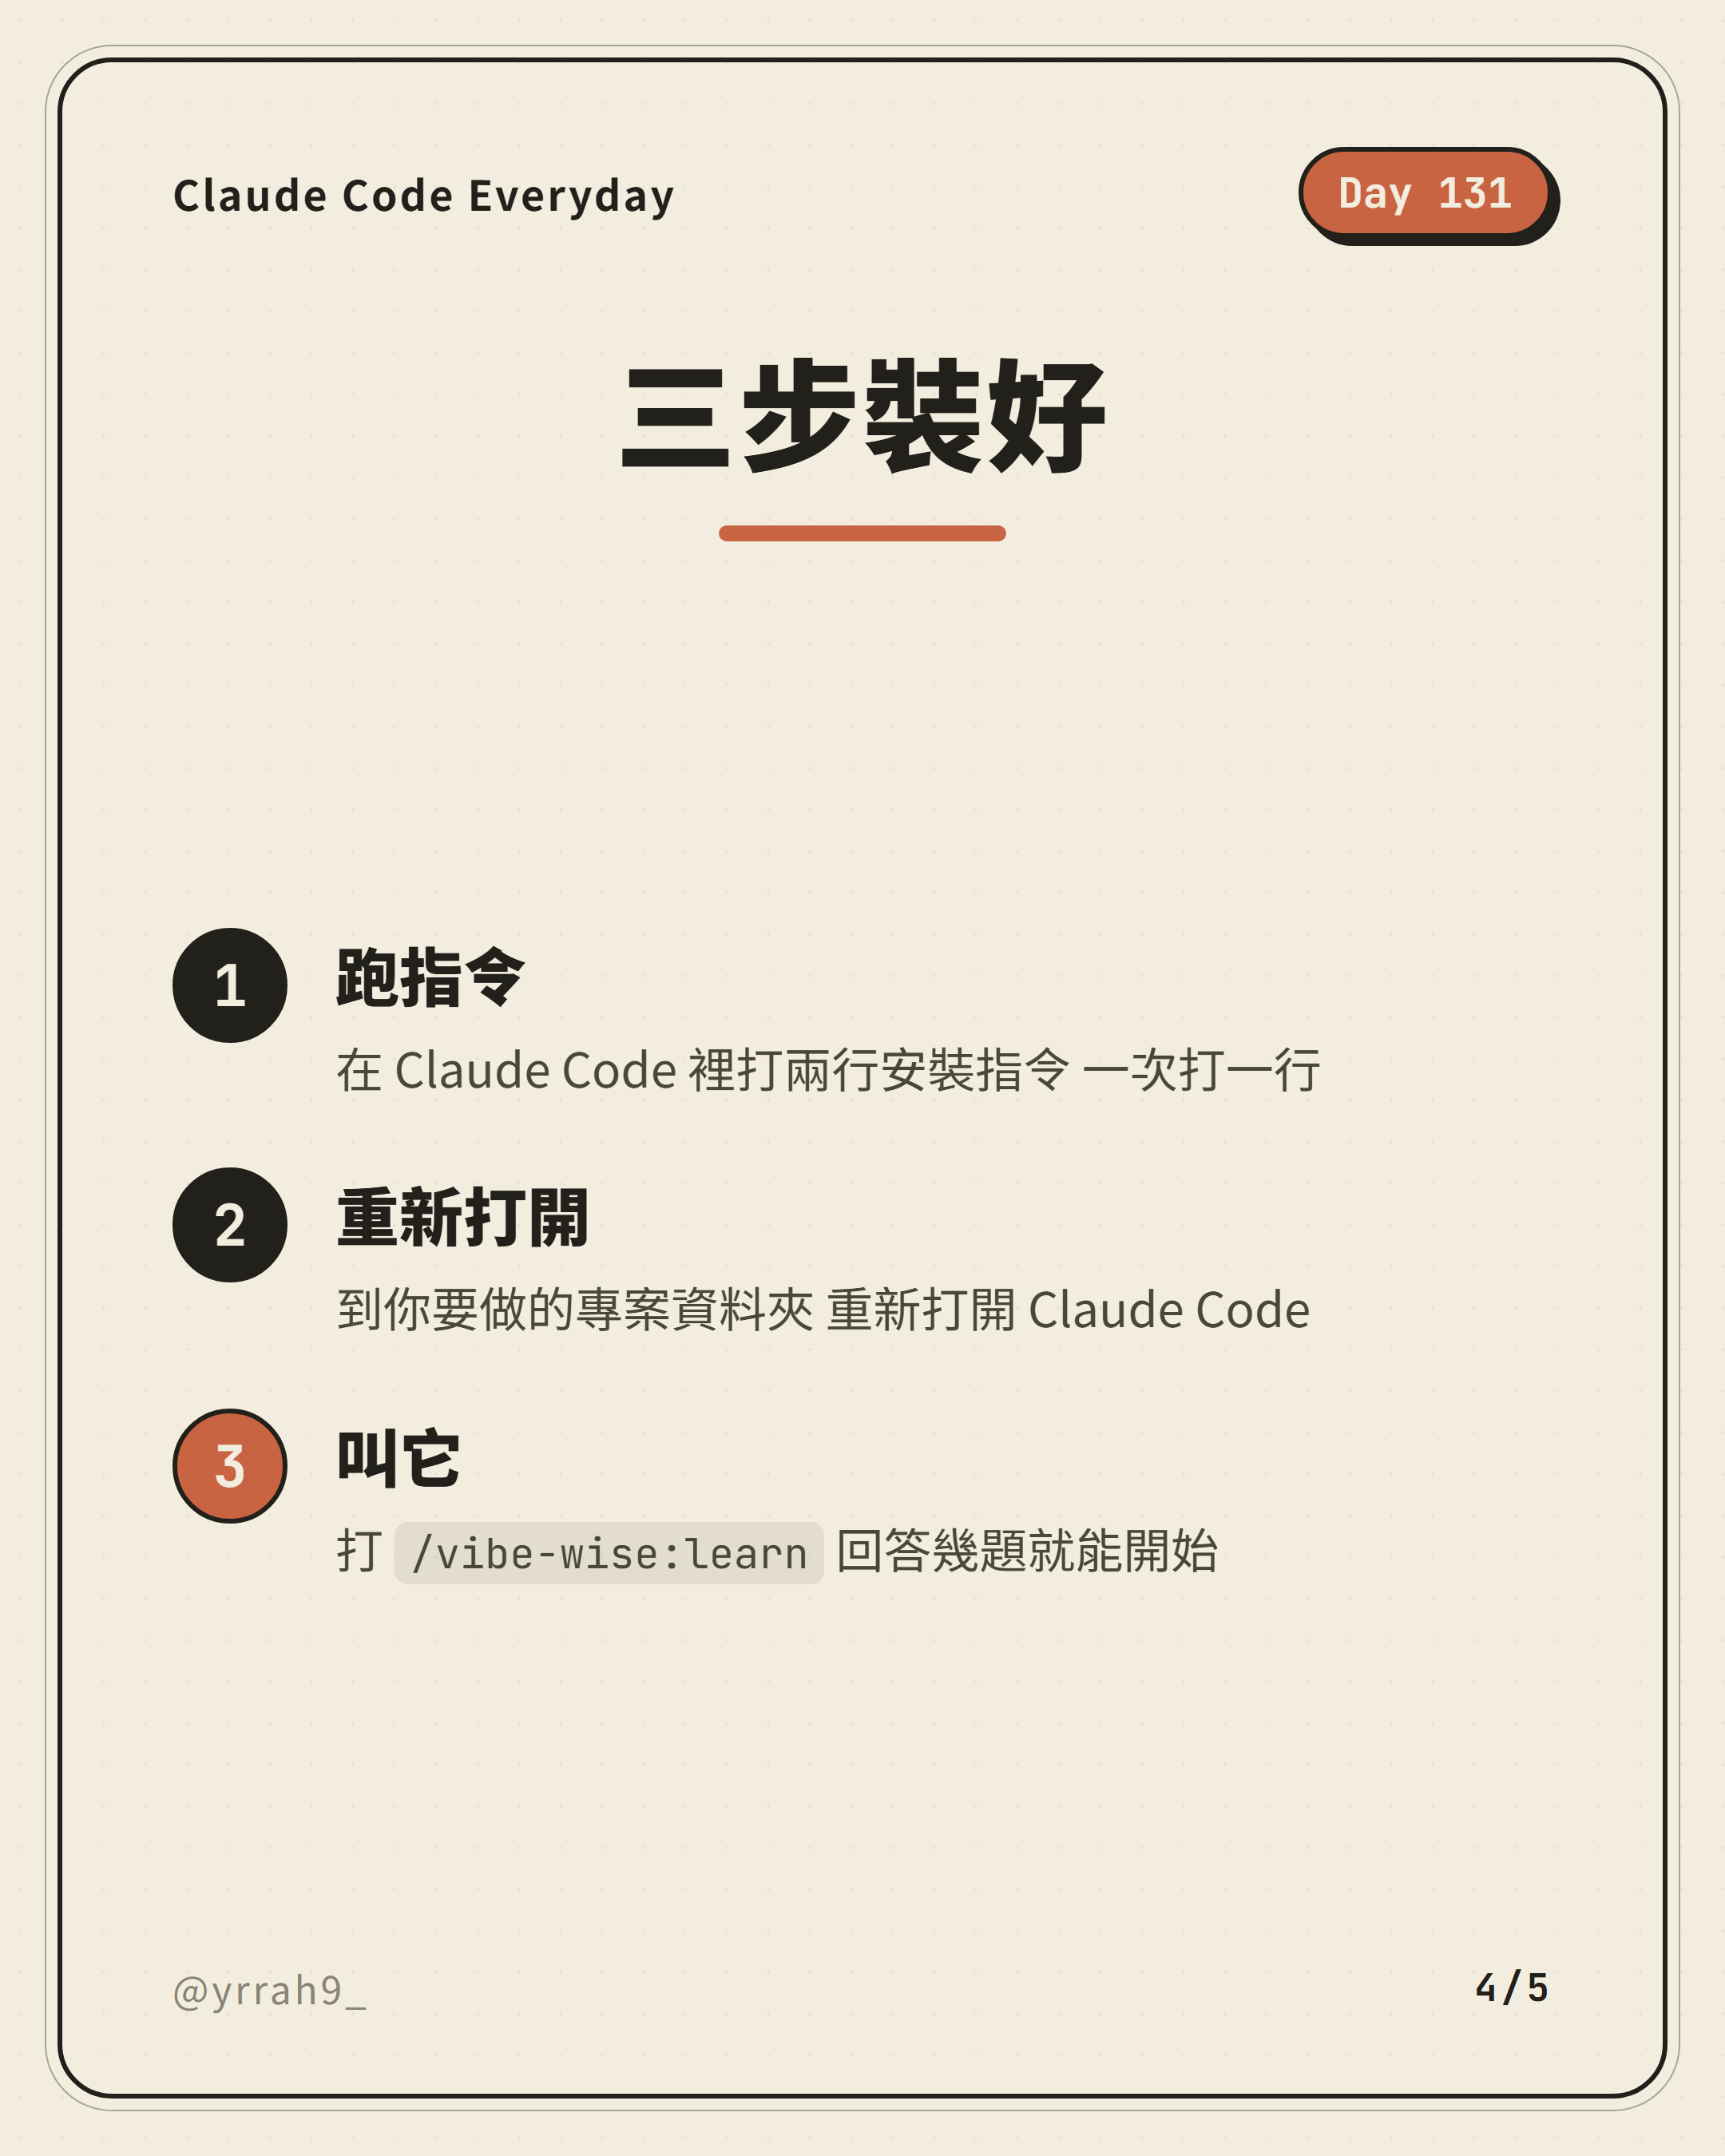 Claude Code Everyday
Day 131
三步裝好
1
跑指令
在 Claude Code 裡打兩行安裝指令 一次打一行
2
重新打開
到你要做的專案資料夾 重新打開 Claude Code
3
叫它
打 /vibe-wise:learn 回答幾題就能開始
@yrrah9_
4/5